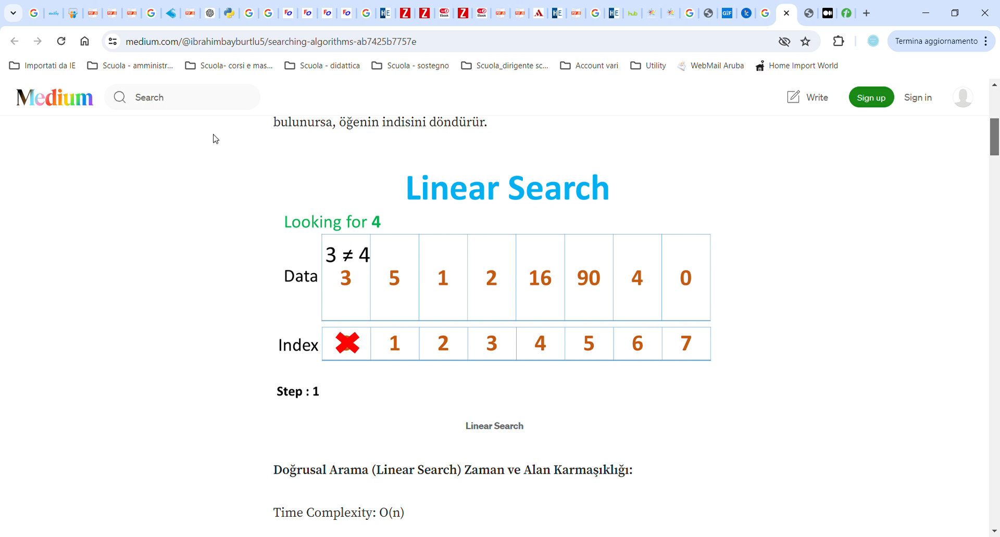 medium.com/@ibrahimbayburtlu5/searching-algorithms-ab7425b7757e
Termina aggiornamento
Importati da IE
Scuola - amministr...
Scuola- corsi e mas...
Scuola - didattica
Scuola - sostegno
Scuola_dirigente sc...
Account vari
Utility
WebMail Aruba
Home Import World
Medium
Search
Write
Sign up
Sign in
bulunursa, öğenin indisini döndürür.
Linear Search
Looking for 4
3 ≠ 4
Data 3 5 1 2 16 90 4 0
Index 1 2 3 4 5 6 7
Step : 1
Linear Search
Doğrusal Arama (Linear Search) Zaman ve Alan Karmaşıklığı:
Time Complexity: O(n)